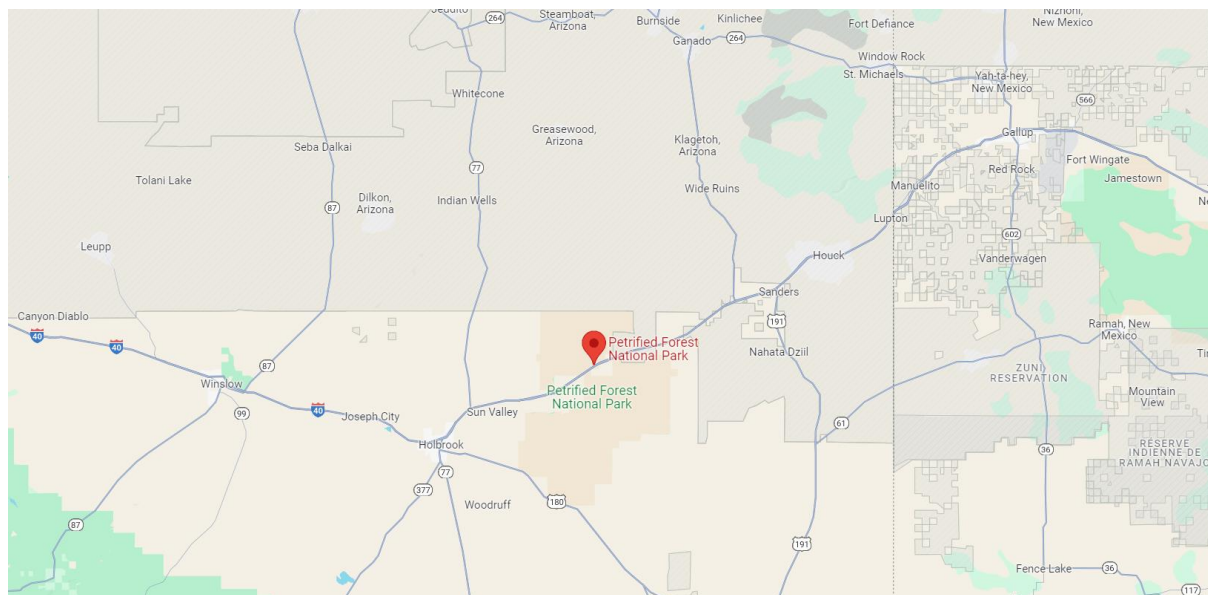 Jeddito
264
Steamboat,
Arizona
Burnside
Kinlichee
Ganado
264
Fort Defiance
Window Rock
St. Michaels
Nizhoni,
New Mexico
Yah-ta-hey,
New Mexico
566
Whitecone
Greasewood,
Arizona
Klagetoh,
Arizona
Gallup
Fort Wingate
Jamestown
Seba Dalkai
77
Red Rock
Tolani Lake
Wide Ruins
Manuelito
87
Dilkon,
Arizona
Indian Wells
Lupton
602
Leupp
Houck
Vanderwagen
Sanders
Canyon Diablo
40
40
191
Ramah, New
Mexico
Petrified Forest
National Park
Nahata Dziil
87
Winslow
ZUNI
RESERVATION
Petrified Forest
National Park
Mountain
View
99
40
Joseph City
Sun Valley
61
Holbrook
RÉSERVE
INDIENNE DE
RAMAH NAVAJO
36
77
377
Woodruff
180
87
191
Fence Lake
36
117